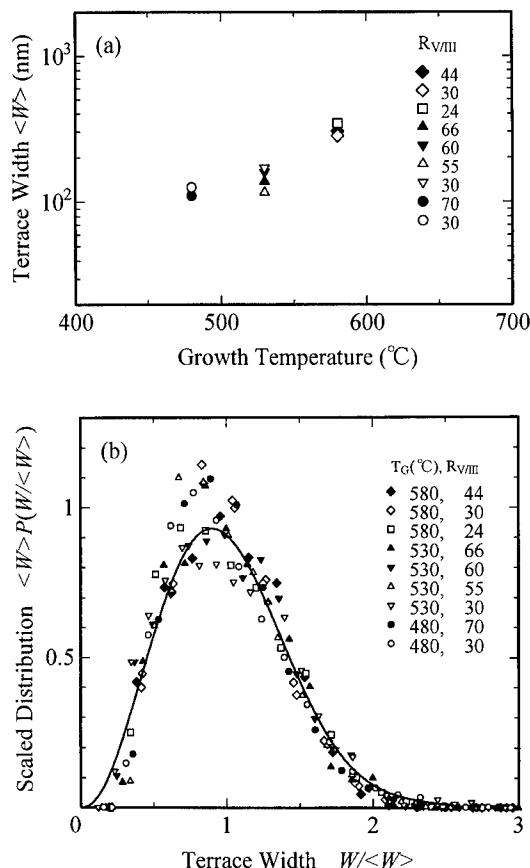 (a)
R_V/III
44
30
24
66
60
55
30
70
30
10³
10²
Terrace Width <W> (nm)
400 500 600 700
Growth Temperature (℃)
(b)
T_G(℃), R_V/III
580, 44
580, 30
580, 24
530, 66
530, 60
530, 55
530, 30
480, 70
480, 30
1
0.5
0
Scaled Distribution <W>P(W/<W>)
0 1 2 3
Terrace Width W/<W>